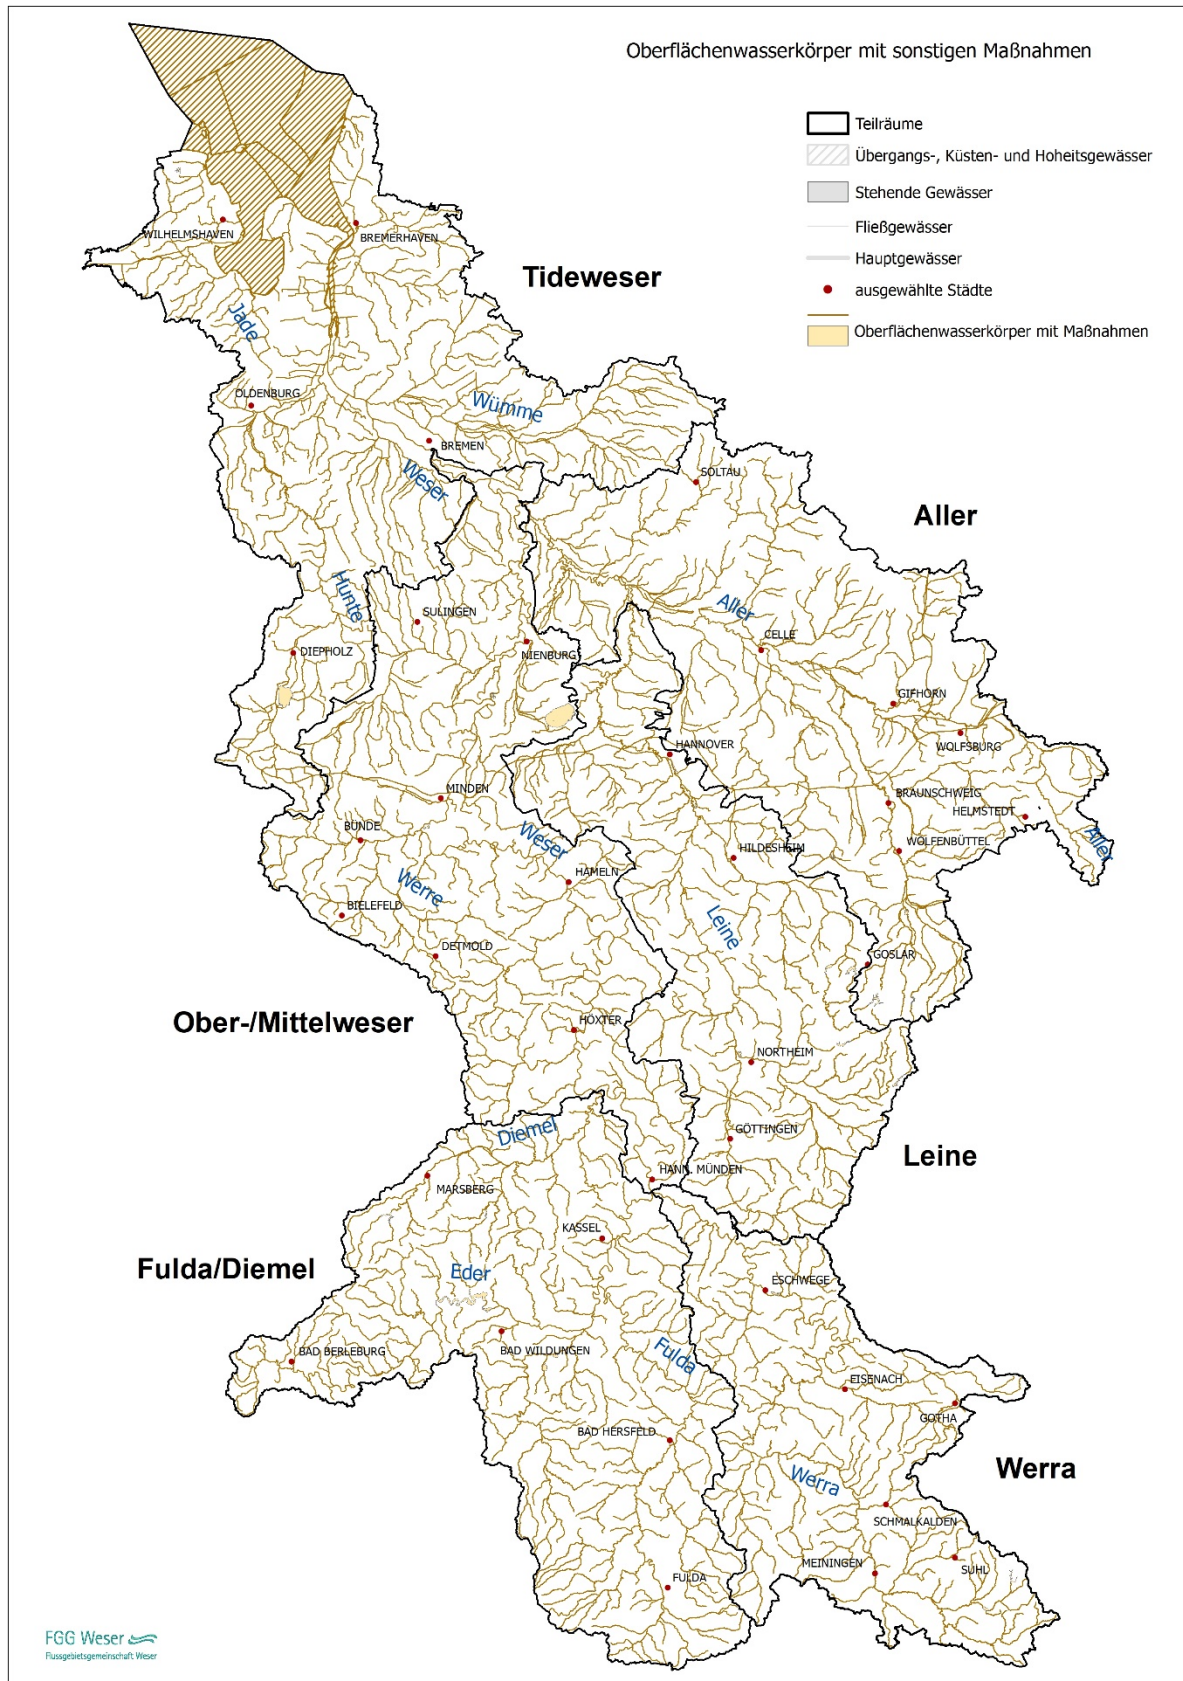 Oberflächenwasserkörper mit sonstigen Maßnahmen
Teilräume
Übergangs-, Küsten- und Hoheitsgewässer
Stehende Gewässer
Fließgewässer
Hauptgewässer
ausgewählte Städte
Oberflächenwasserkörper mit Maßnahmen
WILHELMSHAVEN
BREMERHAVEN
Tideweser
Jade
OLDENBURG
Wümme
BREMEN
Weser
SOLTAU
Aller
Hunte
SULINGEN
Aller
CELLE
DIEPHOLZ
NIENBURG
GIFHORN
WOLFSBURG
HANNOVER
MINDEN
BRAUNSCHWEIG
HELMSTEDT
BÜNDE
Weser
WOLFENBÜTTEL
Aller
HILDESHEIM
Werre
HAMELN
BIELEFELD
Leine
DETMOLD
GOSLAR
Ober-/Mittelweser
HÖXTER
NORTHEIM
Diemel
GÖTTINGEN
Leine
HANN. MÜNDEN
MARSBERG
KASSEL
Fulda/Diemel
Eder
ESCHWEGE
BAD WILDUNGEN
Fulda
BAD BERLEBURG
EISENACH
GOTHA
BAD HERSFELD
Werra
Werra
SCHMALKALDEN
MEININGEN
SUHL
FULDA
FGG Weser
Flussgebietsgemeinschaft Weser